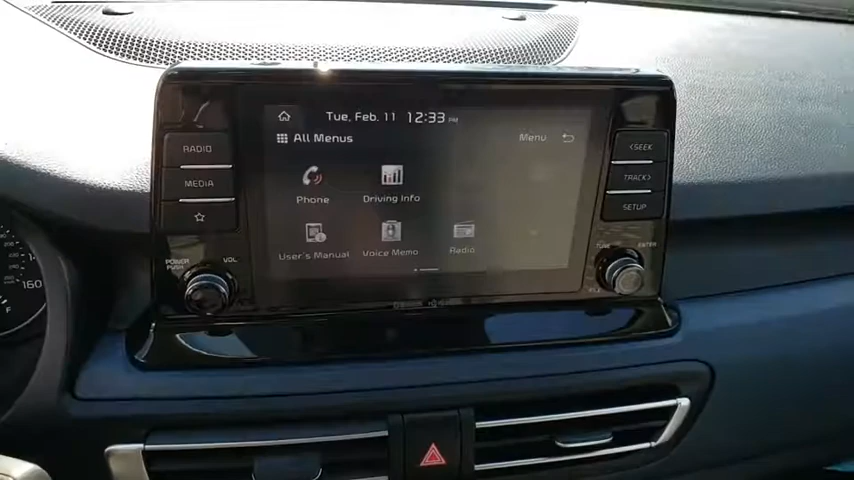 Tue, Feb. 11 12:33 PM
All Menus
Menu
RADIO
MEDIA
POWER
PUSH
VOL
<SEEK
TRACK>
SETUP
TUNE
ENTER
FILE
Phone
Driving Info
User's Manual
Voice Memo
Radio
160